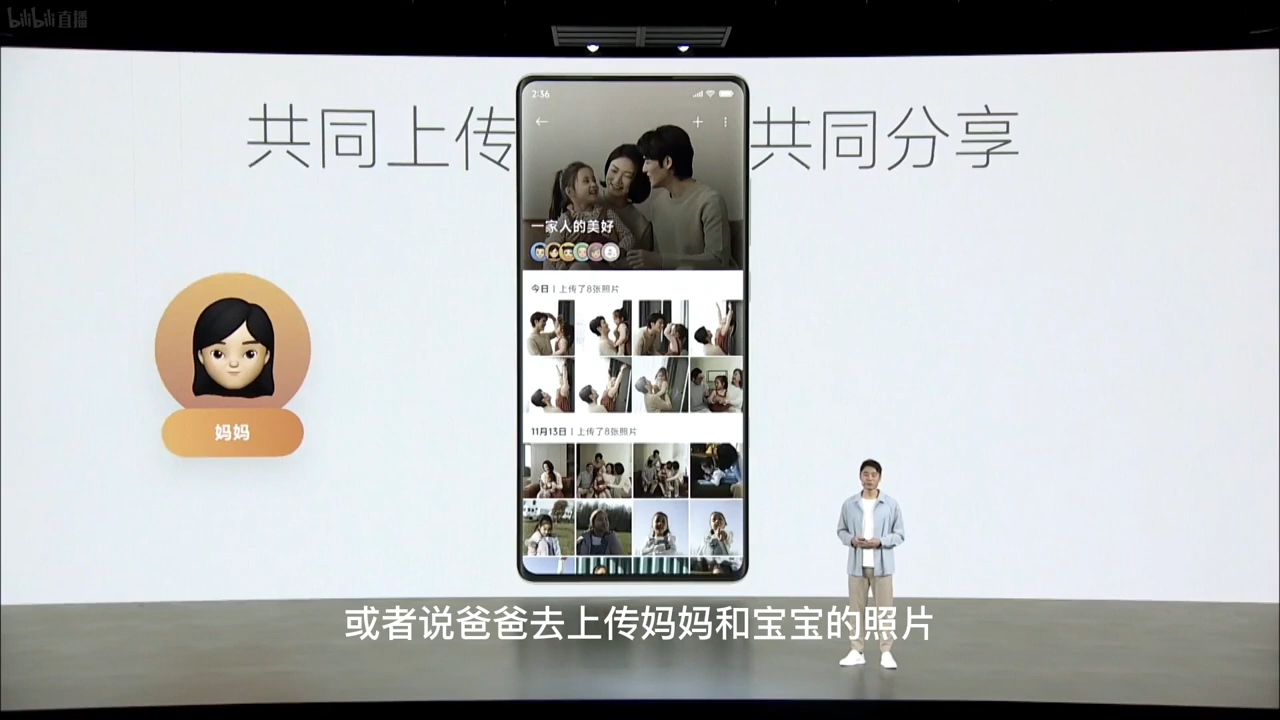 bilibili直播
共同上传 共同分享
2:36
一家人的美好
今日 | 上传了8张照片
11月13日 | 上传了8张照片
妈妈
或者说爸爸去上传妈妈和宝宝的照片